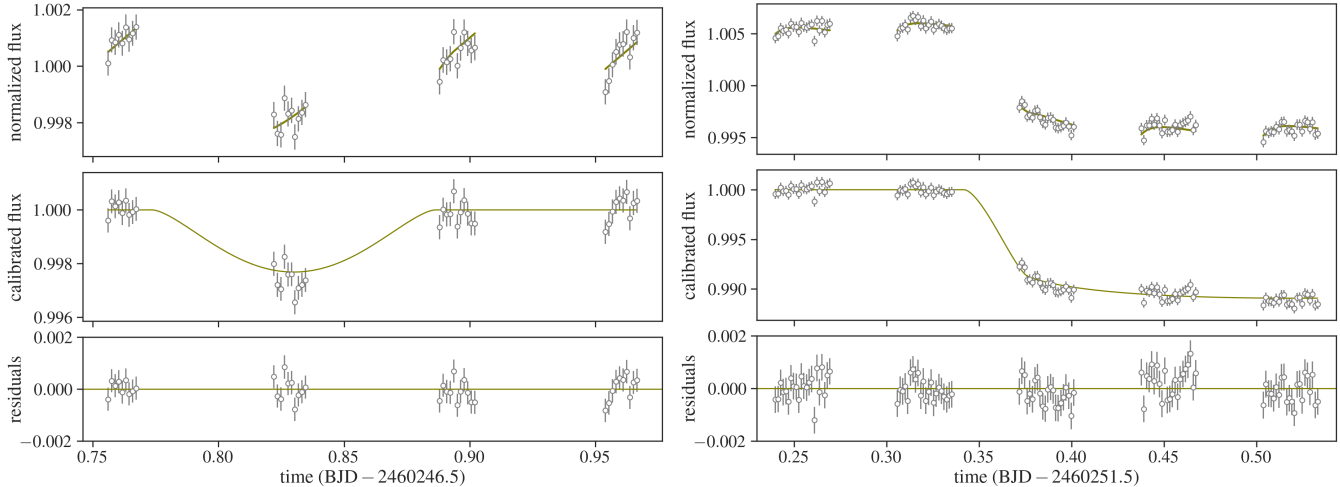 1.002
1.000
0.998
normalized flux
1.000
0.998
0.996
calibrated flux
0.002
0.000
−0.002
residuals
0.75 0.80 0.85 0.90 0.95
time (BJD − 2460246.5)
1.005
1.000
0.995
normalized flux
1.000
0.995
0.990
calibrated flux
0.002
0.000
−0.002
residuals
0.25 0.30 0.35 0.40 0.45 0.50
time (BJD − 2460251.5)